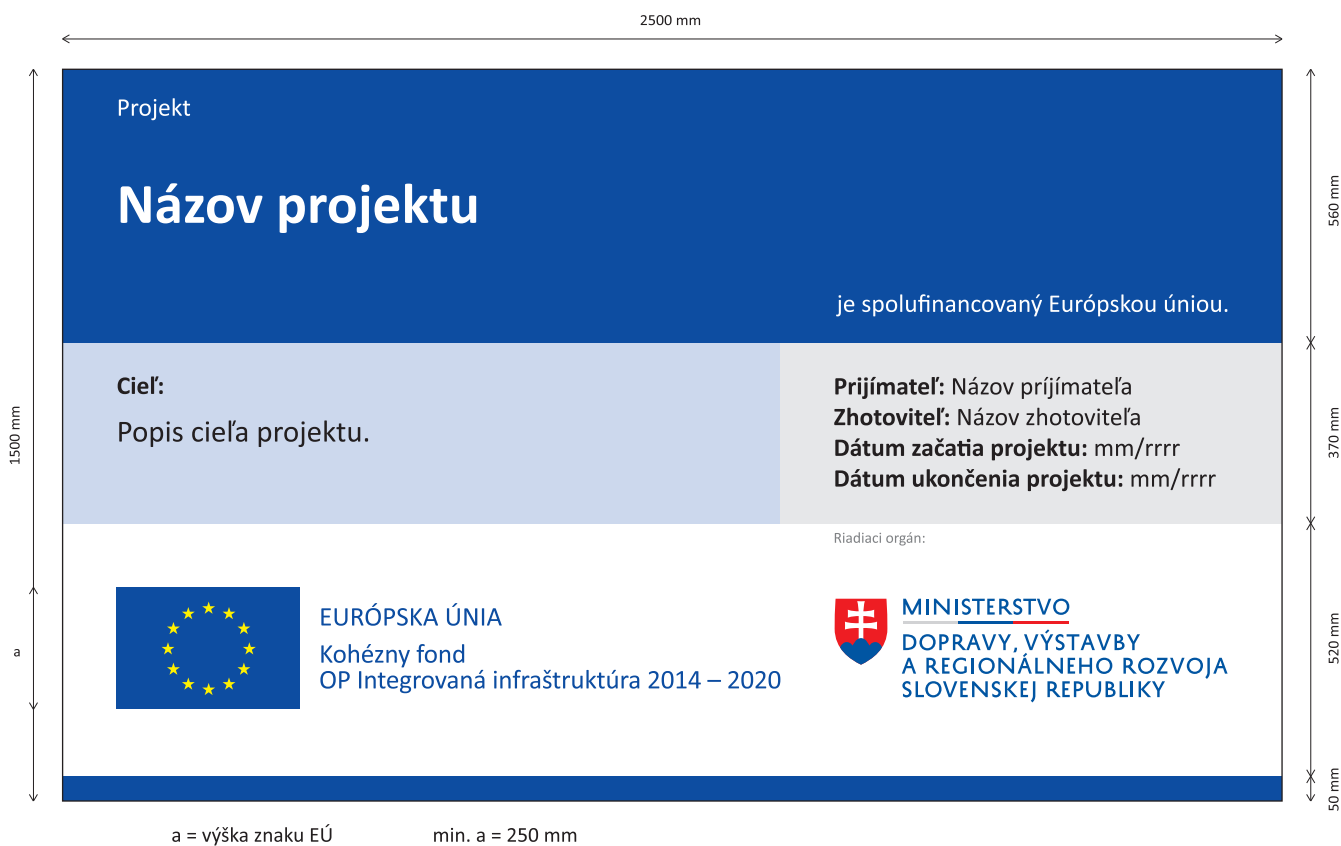 2500 mm
Projekt
Názov projektu
je spolufinancovaný Európskou úniou.
560 mm
1500 mm
Cieľ:
Popis cieľa projektu.
Prijímateľ: Názov príjímateľa
Zhotoviteľ: Názov zhotoviteľa
Dátum začatia projektu: mm/rrrr
Dátum ukončenia projektu: mm/rrrr
370 mm
Riadiaci orgán:
a
EURÓPSKA ÚNIA
Kohézny fond
OP Integrovaná infraštruktúra 2014 – 2020
MINISTERSTVO
DOPRAVY, VÝSTAVBY
A REGIONÁLNEHO ROZVOJA
SLOVENSKEJ REPUBLIKY
520 mm
50 mm
a = výška znaku EÚ
min. a = 250 mm